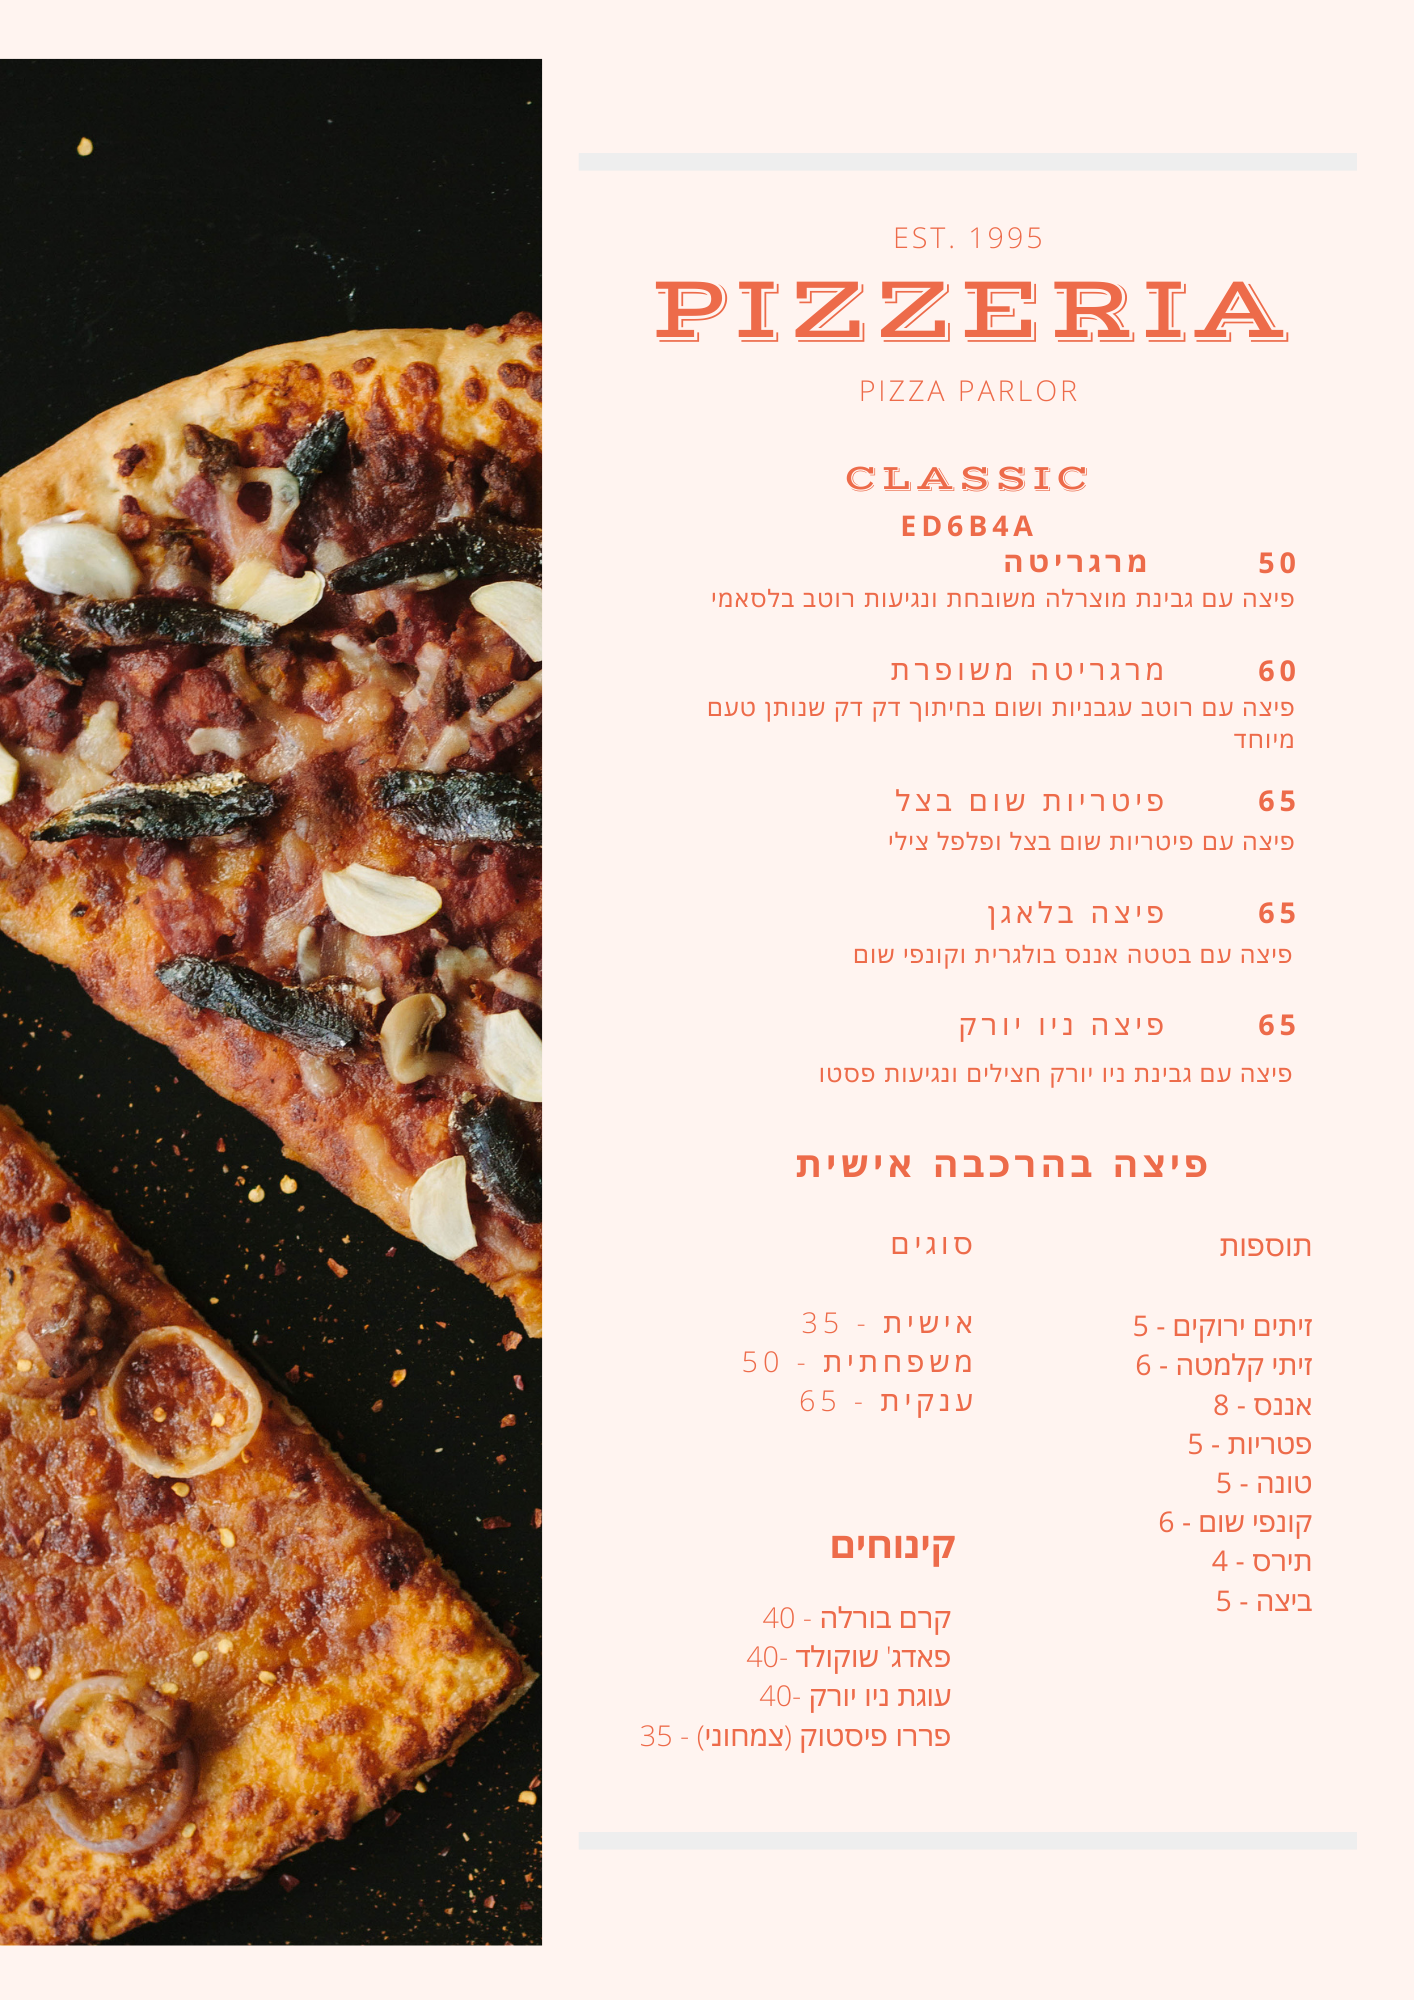 EST. 1995
PIZZERIA
PIZZA PARLOR
CLASSIC
ED6B4A
מרגריטה 50
פיצה עם גבינת מוצרלה משובחת ונגיעות רוטב בלסאמי
מרגריטה משופרת 60
פיצה עם רוטב עגבניות ושום בחיתוך דק דק שנותן טעם
מיוחד
פיטריות שום בצל 65
פיצה עם פיטריות שום בצל ופלפל צילי
פיצה בלאגן 65
פיצה עם בטטה אננס בולגרית וקונפי שום
פיצה ניו יורק 65
פיצה עם גבינת ניו יורק חצילים ונגיעות פסטו
פיצה בהרכבה אישית
תוספות
זיתים ירוקים - 5
זיתי קלמטה - 6
אננס - 8
פטריות - 5
טונה - 5
קונפי שום - 6
תירס - 4
ביצה - 5
סוגים
אישית - 35
משפחתית - 50
ענקית - 65
קינוחים
קרם בורלה - 40
פאדג' שוקולד -40
עוגת ניו יורק -40
פררו פיסטוק (צמחוני) - 35